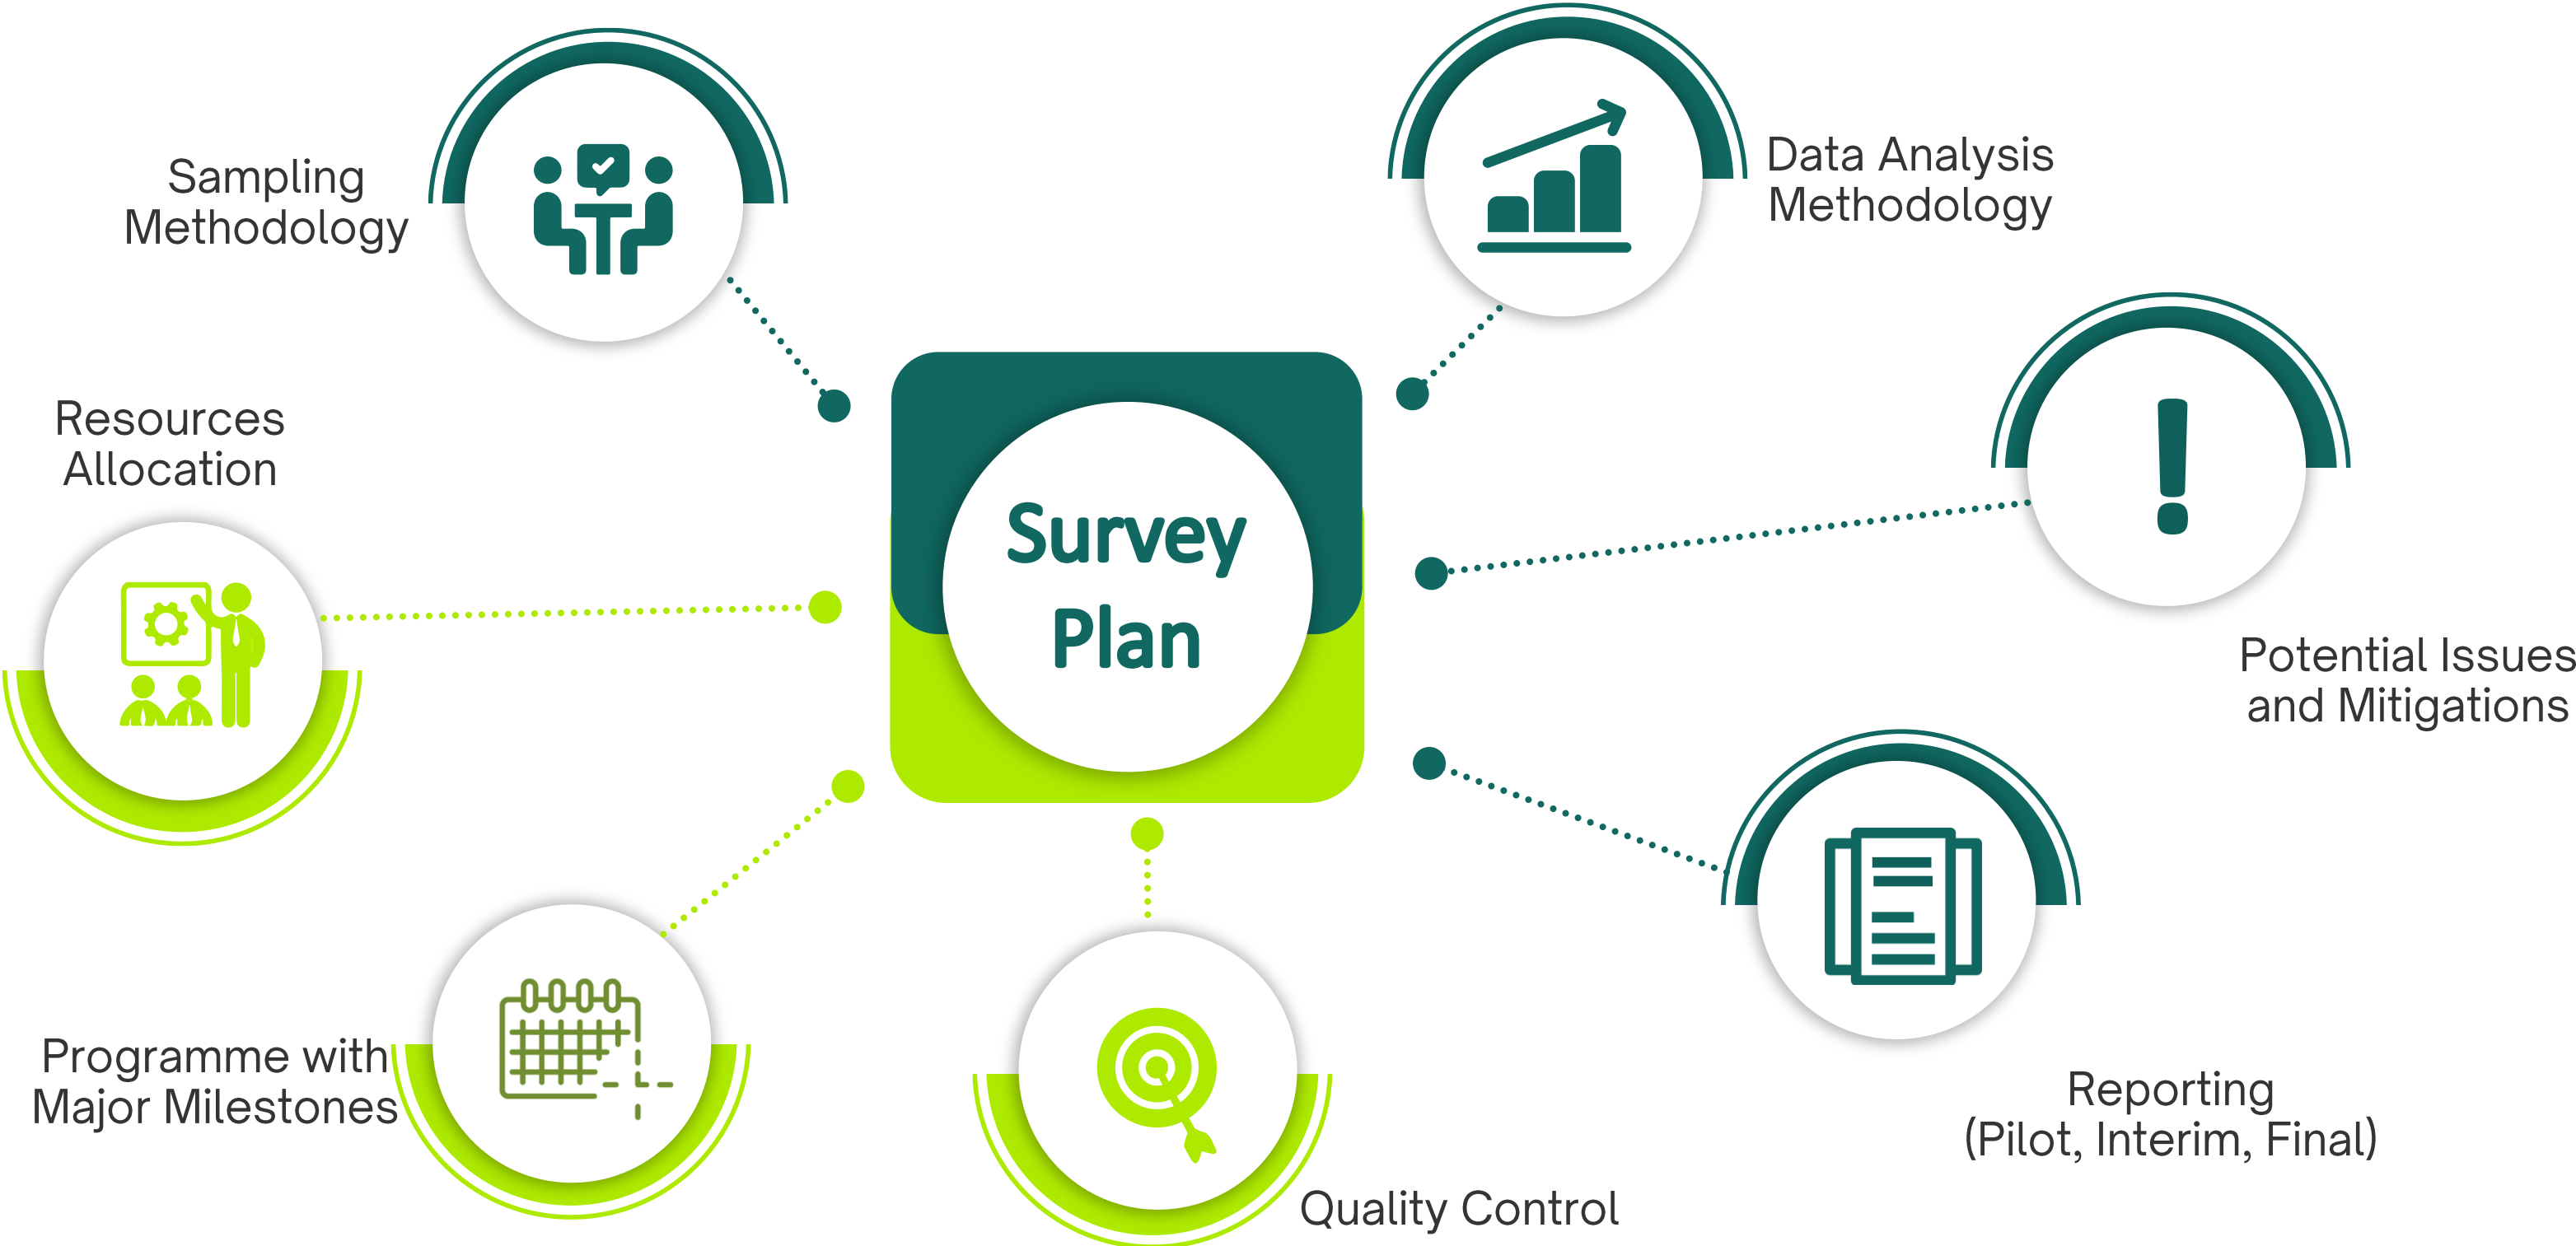 Sampling
Methodology
Data Analysis
Methodology
Resources
Allocation
Survey
Plan
Potential Issues
and Mitigations
Programme with
Major Milestones
Reporting
(Pilot, Interim, Final)
Quality Control